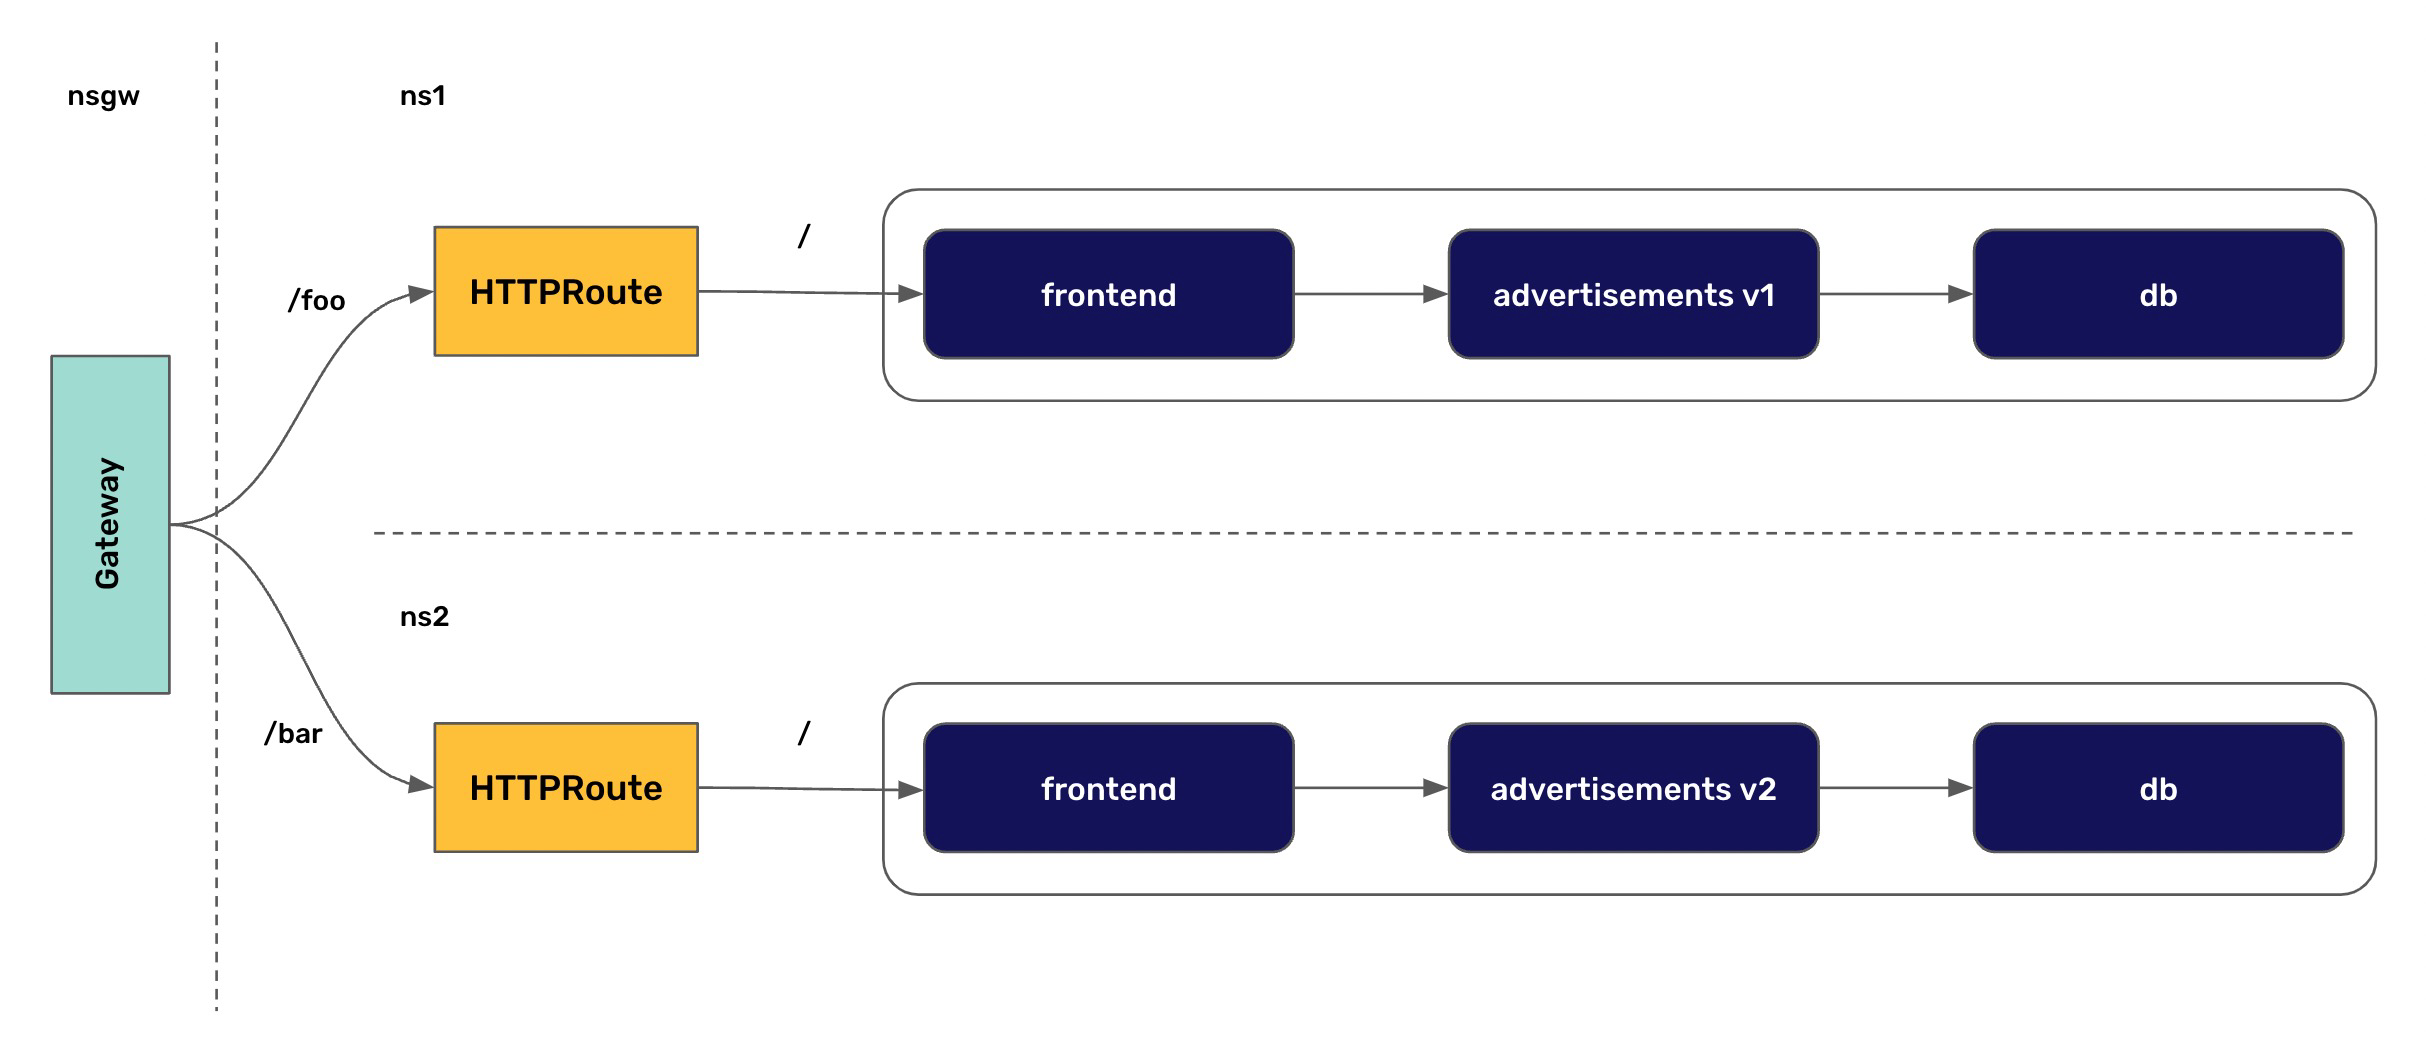 nsgw
ns1
/foo
HTTPRoute
/
frontend
advertisements v1
db
Gateway
ns2
/bar
HTTPRoute
/
frontend
advertisements v2
db